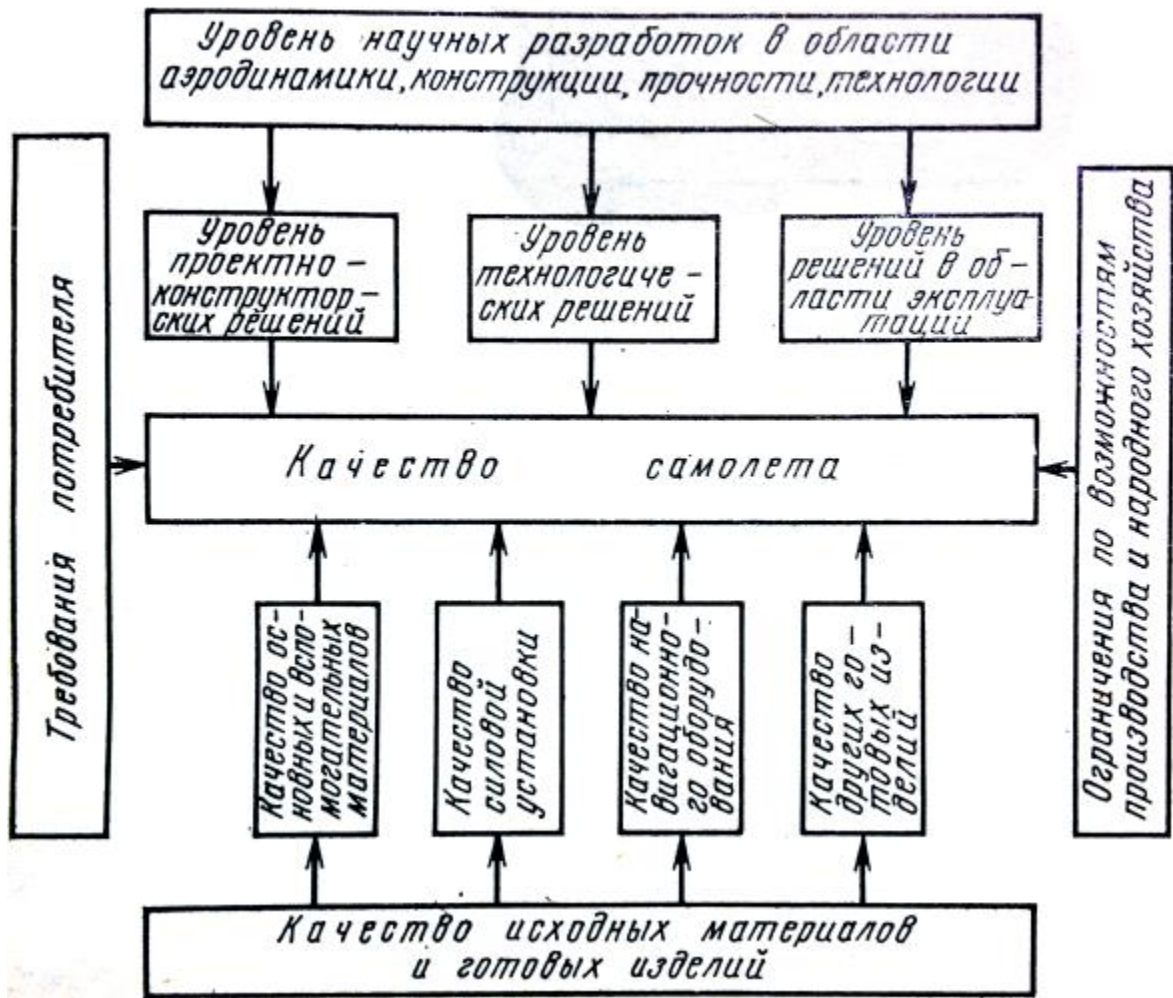 Уровень научных разработок в области
аэродинамики, конструкции, прочности, технологии
Требования потребителя
Уровень
проектно-
конструктор-
ских решений
Уровень
технологиче-
ских решений
Уровень
решений в об-
ласти эксплуа-
тации
Ограничения по возможностям
производства и народного хозяйства
Качество самолета
Качество ос-
новных и вспо-
могательных
материалов
Качество
силовой
установки
Качество на-
вигационно-
го оборудо-
вания
Качество
других го-
товых из-
делий
Качество исходных материалов
и готовых изделий